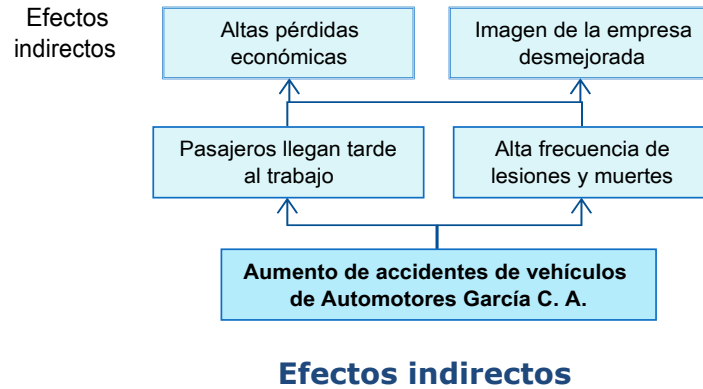 Efectos
indirectos
Altas pérdidas
económicas
Imagen de la empresa
desmejorada
Pasajeros llegan tarde
al trabajo
Alta frecuencia de
lesiones y muertes
Aumento de accidentes de vehículos
de Automotores García C. A.
Efectos indirectos